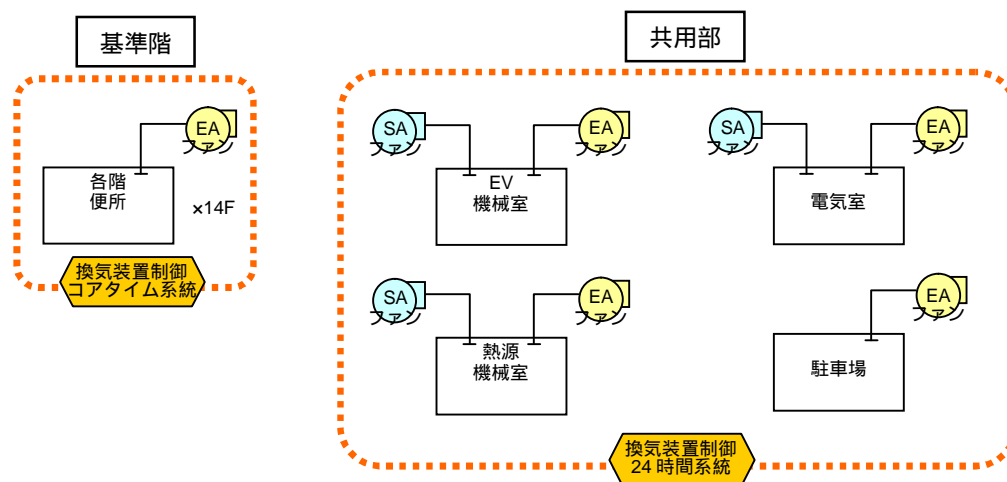 基準階
EA
ファン
各階
便所
×14F
換気装置制御
コアタイム系統
共用部
SA
ファン
EA
ファン
EV
機械室
SA
ファン
EA
ファン
電気室
SA
ファン
EA
ファン
熱源
機械室
EA
ファン
駐車場
換気装置制御
24時間系統